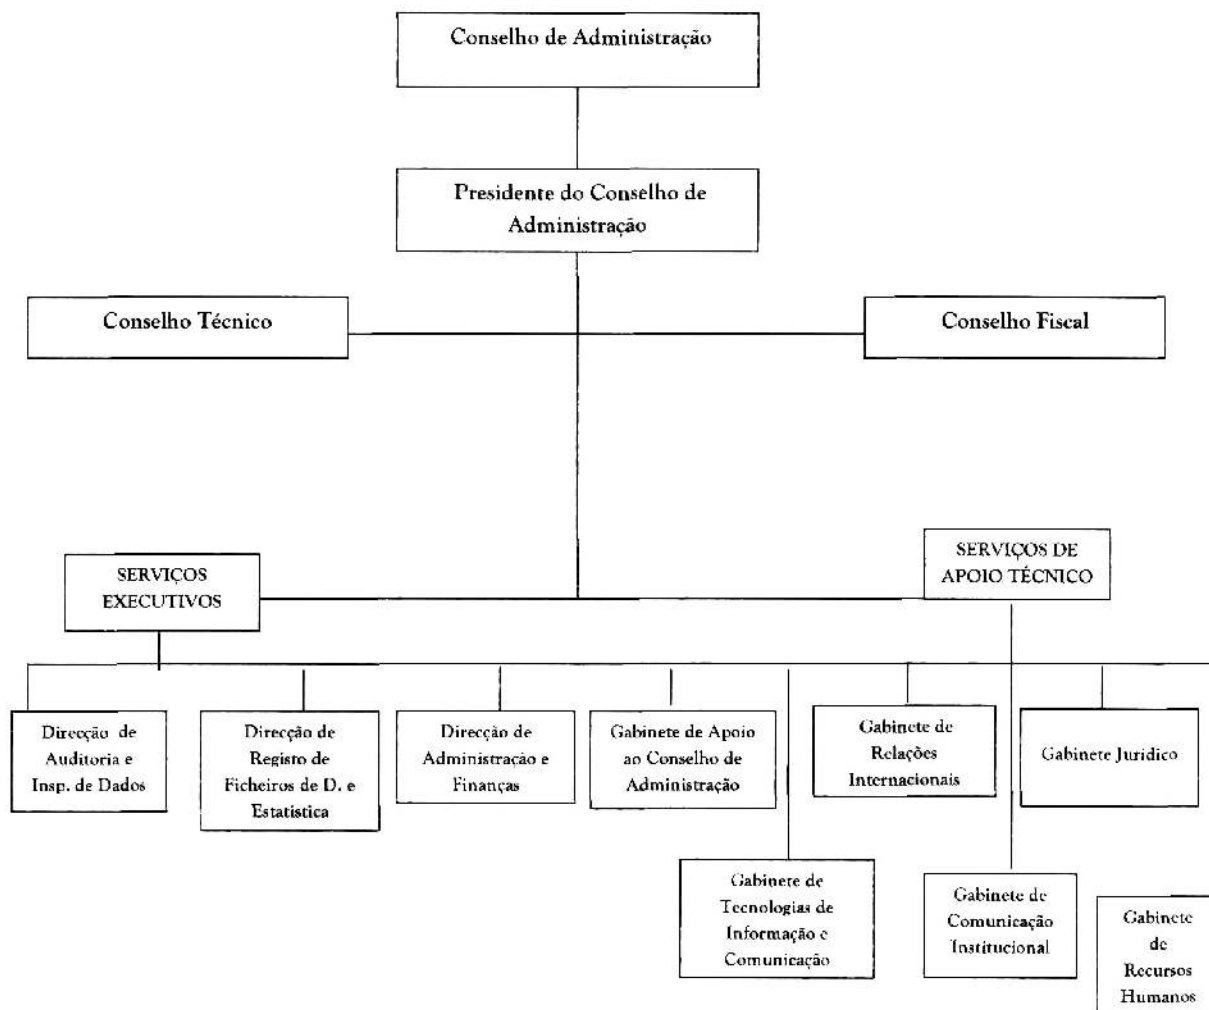 Conselho de Administração
Presidente do Conselho de
Administração
Conselho Técnico
Conselho Fiscal
SERVIÇOS
EXECUTIVOS
SERVIÇOS DE
APOIO TÉCNICO
Direcção de
Auditoria e
Insp. de Dados
Direcção de
Registo de
Ficheiros de D. e
Estatística
Direcção de
Administração e
Finanças
Gabinete de Apoio
ao Conselho de
Administração
Gabinete de
Relações
Internacionais
Gabinete Jurídico
Gabinete de
Tecnologias de
Informação e
Comunicação
Gabinete de
Comunicação
Institucional
Gabinete
de
Recursos
Humanos